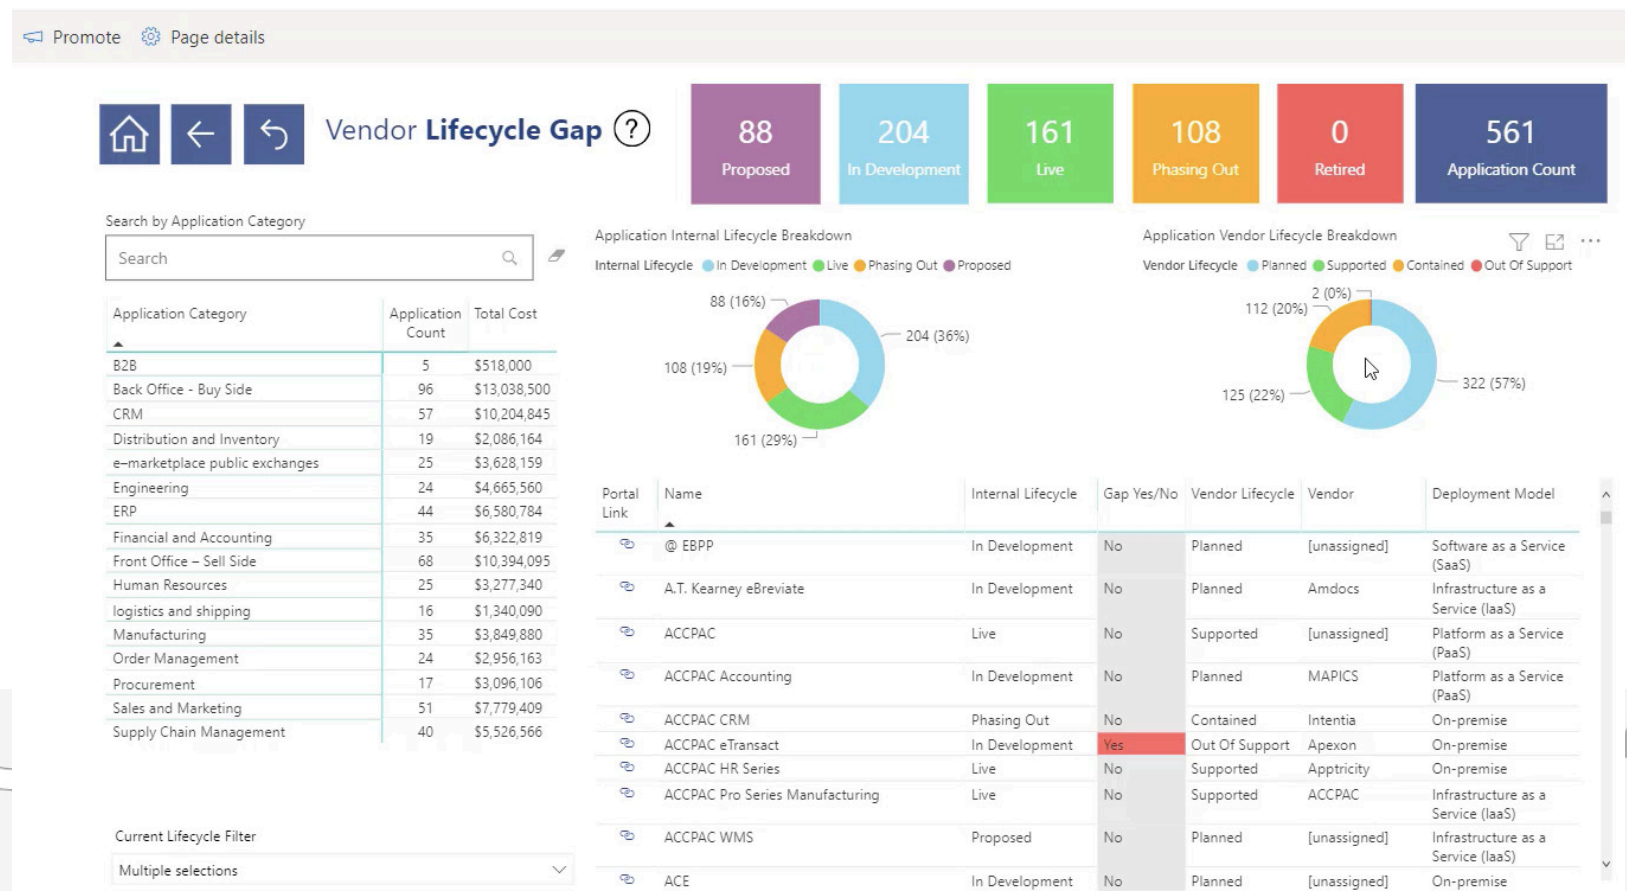 Promote Page details
Vendor Lifecycle Gap ?
88
Proposed
204
In Development
161
Live
108
Phasing Out
0
Retired
561
Application Count
Search by Application Category
Search
Application Category Application Count Total Cost
B2B 5 $518,000
Back Office - Buy Side 96 $13,038,500
CRM 57 $10,204,845
Distribution and Inventory 19 $2,086,164
e–marketplace public exchanges 25 $3,628,159
Engineering 24 $4,665,560
ERP 44 $6,580,784
Financial and Accounting 35 $6,322,819
Front Office – Sell Side 68 $10,394,095
Human Resources 25 $3,277,340
logistics and shipping 16 $1,340,090
Manufacturing 35 $3,849,880
Order Management 24 $2,956,163
Procurement 17 $3,096,106
Sales and Marketing 51 $7,779,409
Supply Chain Management 40 $5,526,566
Current Lifecycle Filter
Multiple selections
Application Internal Lifecycle Breakdown
Internal Lifecycle In Development Live Phasing Out Proposed
88 (16%)
204 (36%)
108 (19%)
161 (29%)
Application Vendor Lifecycle Breakdown
Vendor Lifecycle Planned Supported Contained Out Of Support
2 (0%)
112 (20%)
322 (57%)
125 (22%)
Portal Link Name Internal Lifecycle Gap Yes/No Vendor Lifecycle Vendor Deployment Model
@ EBPP In Development No Planned [unassigned] Software as a Service
(SaaS)
A.T. Kearney eBreviate In Development No Planned Amdocs Infrastructure as a
Service (IaaS)
ACCPAC Live No Supported [unassigned] Platform as a Service
(PaaS)
ACCPAC Accounting In Development No Planned MAPICS Platform as a Service
(PaaS)
ACCPAC CRM Phasing Out No Contained Intentia On-premise
ACCPAC eTransact In Development Yes Out Of Support Apexon On-premise
ACCPAC HR Series Live No Supported Apptricity On-premise
ACCPAC Pro Series Manufacturing Live No Supported ACCPAC Infrastructure as a
Service (IaaS)
ACCPAC WMS Proposed No Planned [unassigned] Infrastructure as a
Service (IaaS)
ACE In Development No Planned [unassigned] On-premise